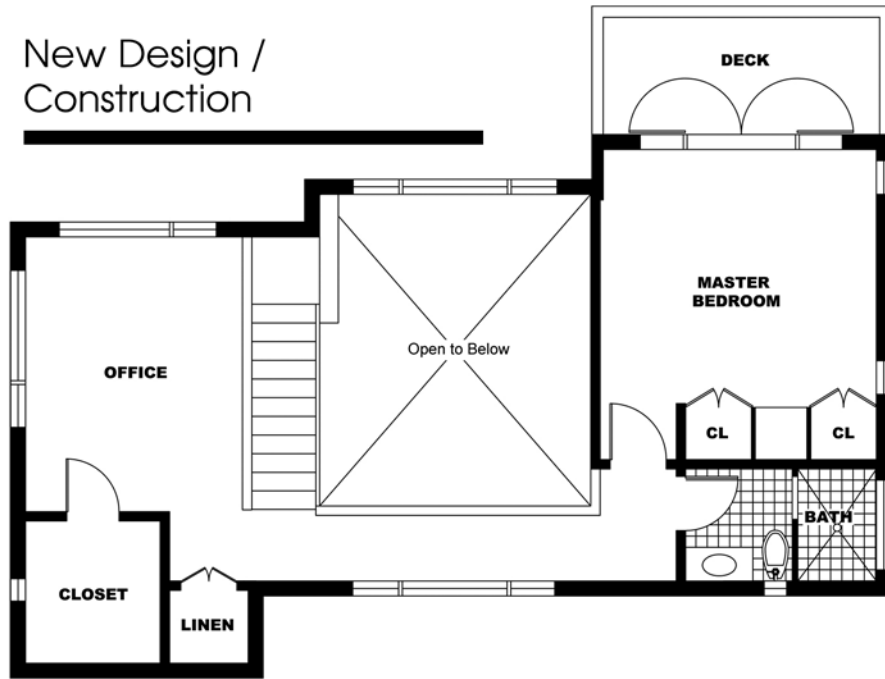 New Design /
Construction
DECK
MASTER
BEDROOM
Open to Below
OFFICE
CL
CL
BATH
CLOSET
LINEN